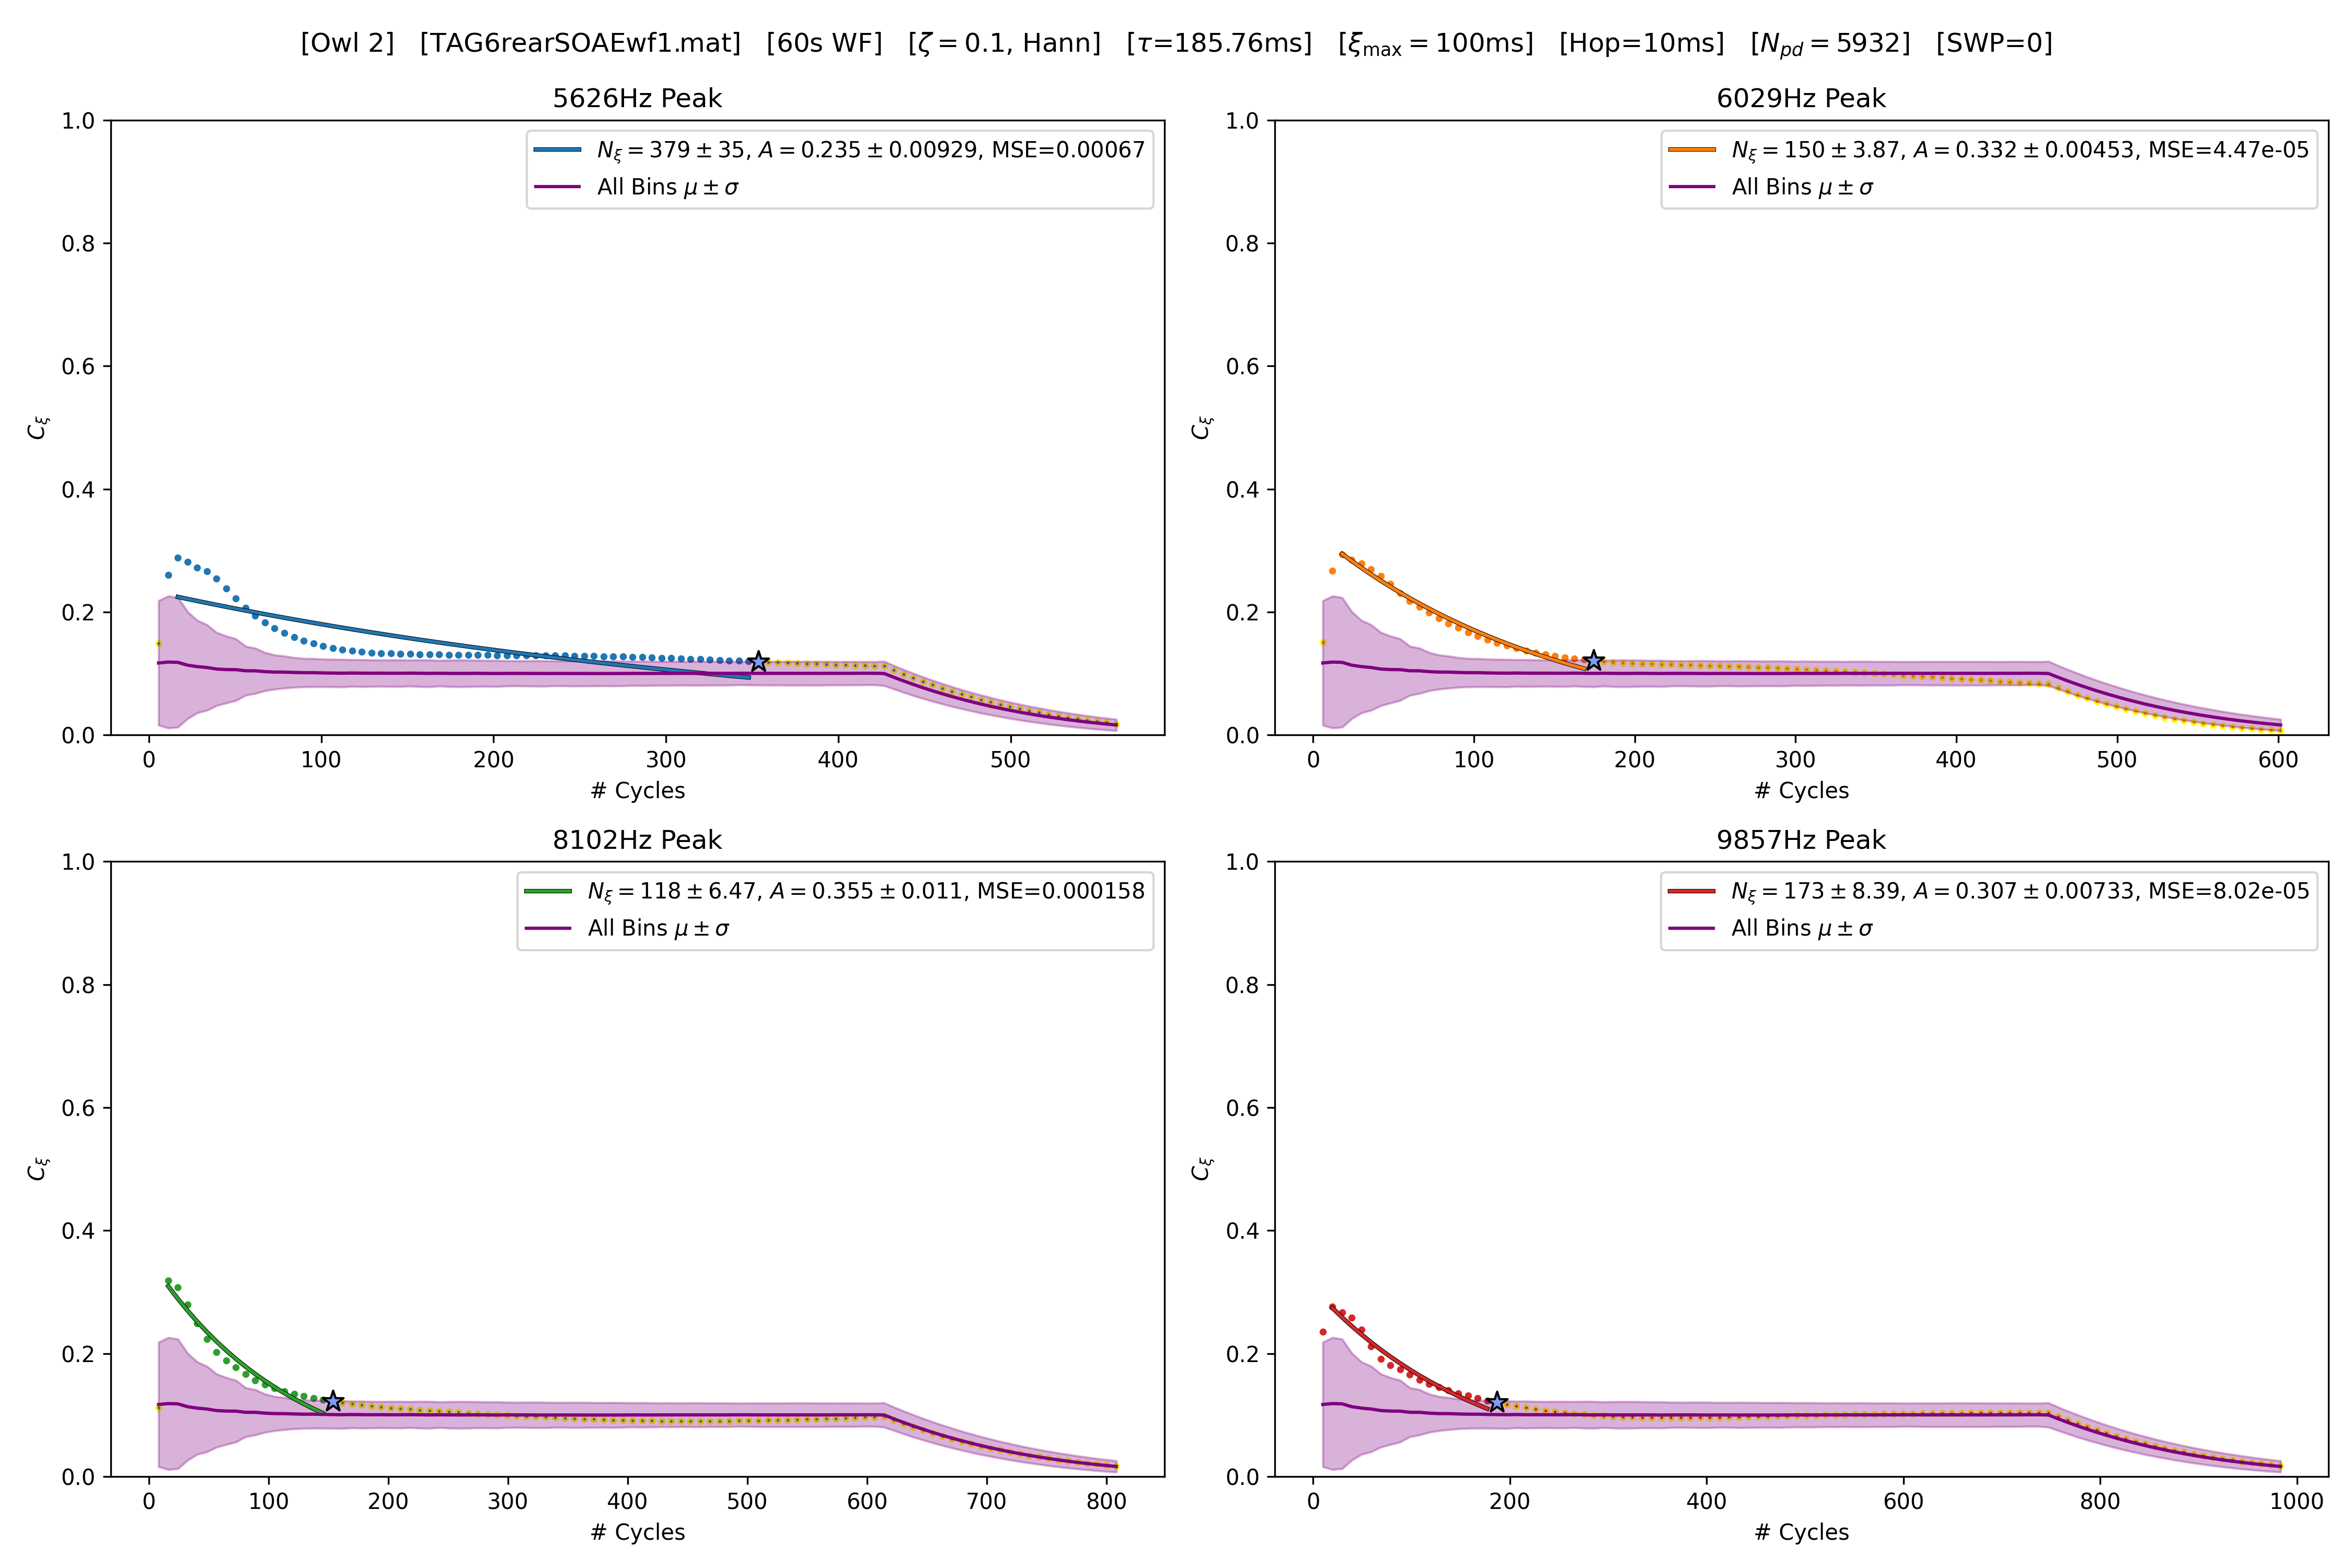 [Owl 2] [TAG6rearSOAEwf1.mat] [60s WF] [ζ = 0.1, Hann] [τ=185.76ms] [ξmax = 100ms] [Hop=10ms] [Npd = 5932] [SWP=0]
5626Hz Peak
Nξ = 379 ± 35, A = 0.235 ± 0.00929, MSE=0.00067
All Bins μ ± σ
1.0
0.8
0.6
0.4
0.2
0.0
Cξ
0 100 200 300 400 500
# Cycles
6029Hz Peak
Nξ = 150 ± 3.87, A = 0.332 ± 0.00453, MSE=4.47e-05
All Bins μ ± σ
1.0
0.8
0.6
0.4
0.2
0.0
Cξ
0 100 200 300 400 500 600
# Cycles
8102Hz Peak
Nξ = 118 ± 6.47, A = 0.355 ± 0.011, MSE=0.000158
All Bins μ ± σ
1.0
0.8
0.6
0.4
0.2
0.0
Cξ
0 100 200 300 400 500 600 700 800
# Cycles
9857Hz Peak
Nξ = 173 ± 8.39, A = 0.307 ± 0.00733, MSE=8.02e-05
All Bins μ ± σ
1.0
0.8
0.6
0.4
0.2
0.0
Cξ
0 200 400 600 800 1000
# Cycles